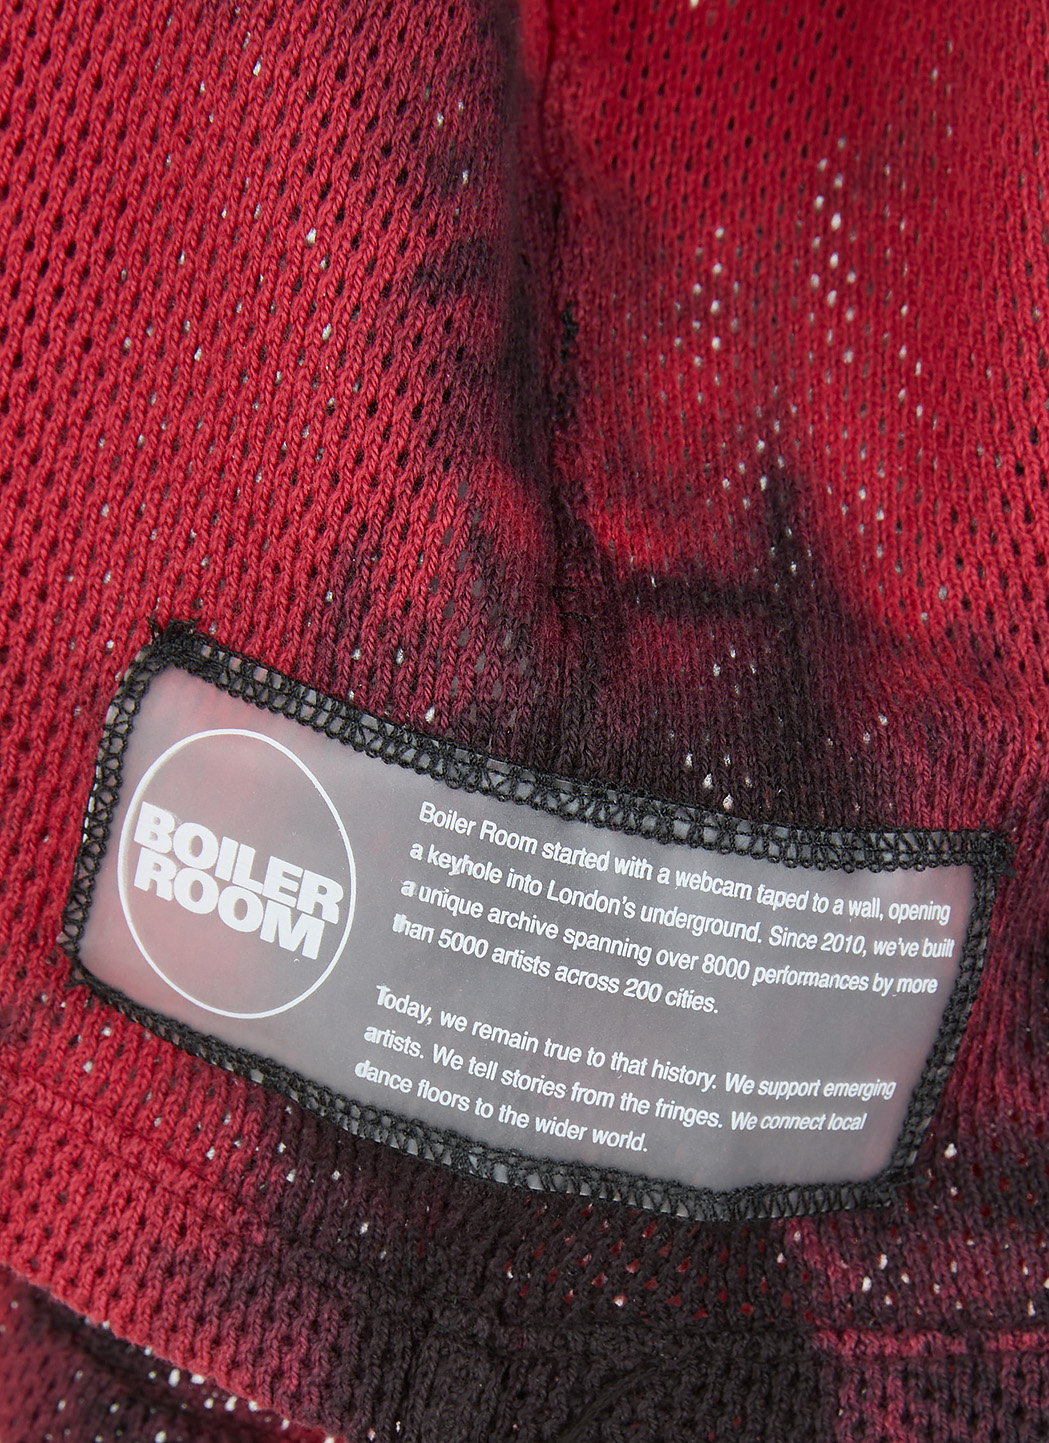 BOILER
ROOM
Boiler Room started with a webcam taped to a wall, opening
a keyhole into London's underground. Since 2010, we've built
a unique archive spanning over 8000 performances by more
than 5000 artists across 200 cities.
Today, we remain true to that history. We support emerging
artists. We tell stories from the fringes. We connect local
dance floors to the wider world.